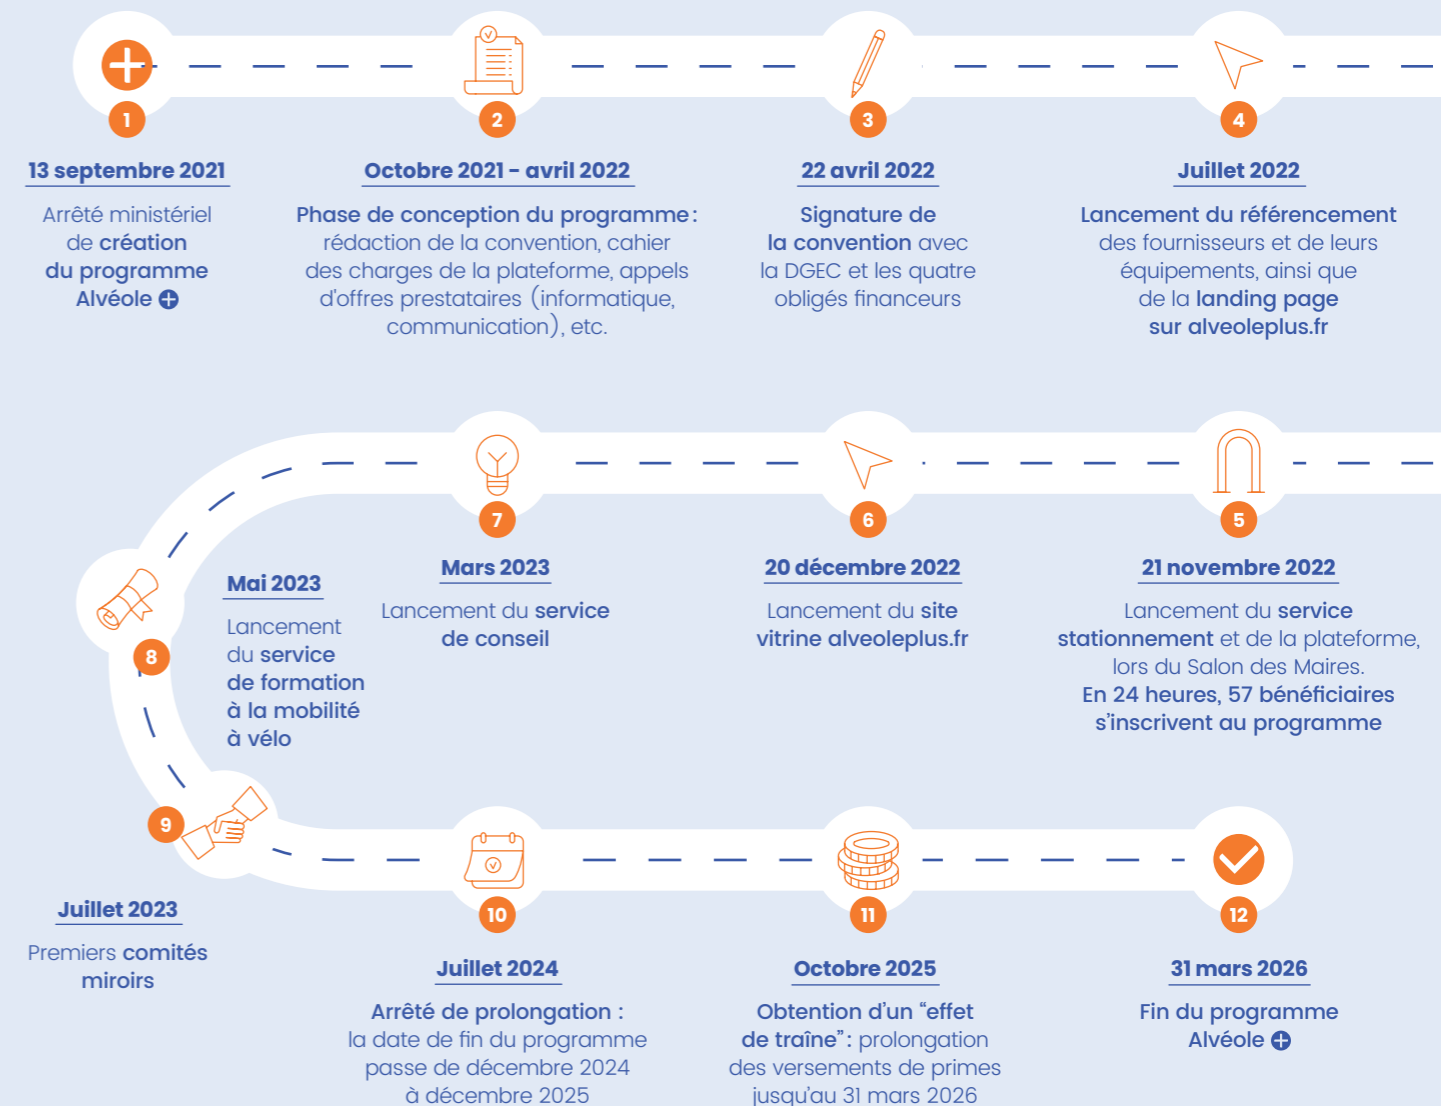 1
13 septembre 2021
Arrêté ministériel
de création
du programme
Alvéole +
2
Octobre 2021 - avril 2022
Phase de conception du programme :
rédaction de la convention, cahier
des charges de la plateforme, appels
d'offres prestataires (informatique,
communication), etc.
3
22 avril 2022
Signature de
la convention avec
la DGEC et les quatre
obligés financeurs
4
Juillet 2022
Lancement du référencement
des fournisseurs et de leurs
équipements, ainsi que
de la landing page
sur alveoleplus.fr
5
21 novembre 2022
Lancement du service
stationnement et de la plateforme,
lors du Salon des Maires.
En 24 heures, 57 bénéficiaires
s'inscrivent au programme
6
20 décembre 2022
Lancement du site
vitrine alveoleplus.fr
7
Mars 2023
Lancement du service
de conseil
8
Mai 2023
Lancement
du service
de formation
à la mobilité
à vélo
9
Juillet 2023
Premiers comités
miroirs
10
Juillet 2024
Arrêté de prolongation :
la date de fin du programme
passe de décembre 2024
à décembre 2025
11
Octobre 2025
Obtention d'un “effet
de traîne” : prolongation
des versements de primes
jusqu'au 31 mars 2026
12
31 mars 2026
Fin du programme
Alvéole +